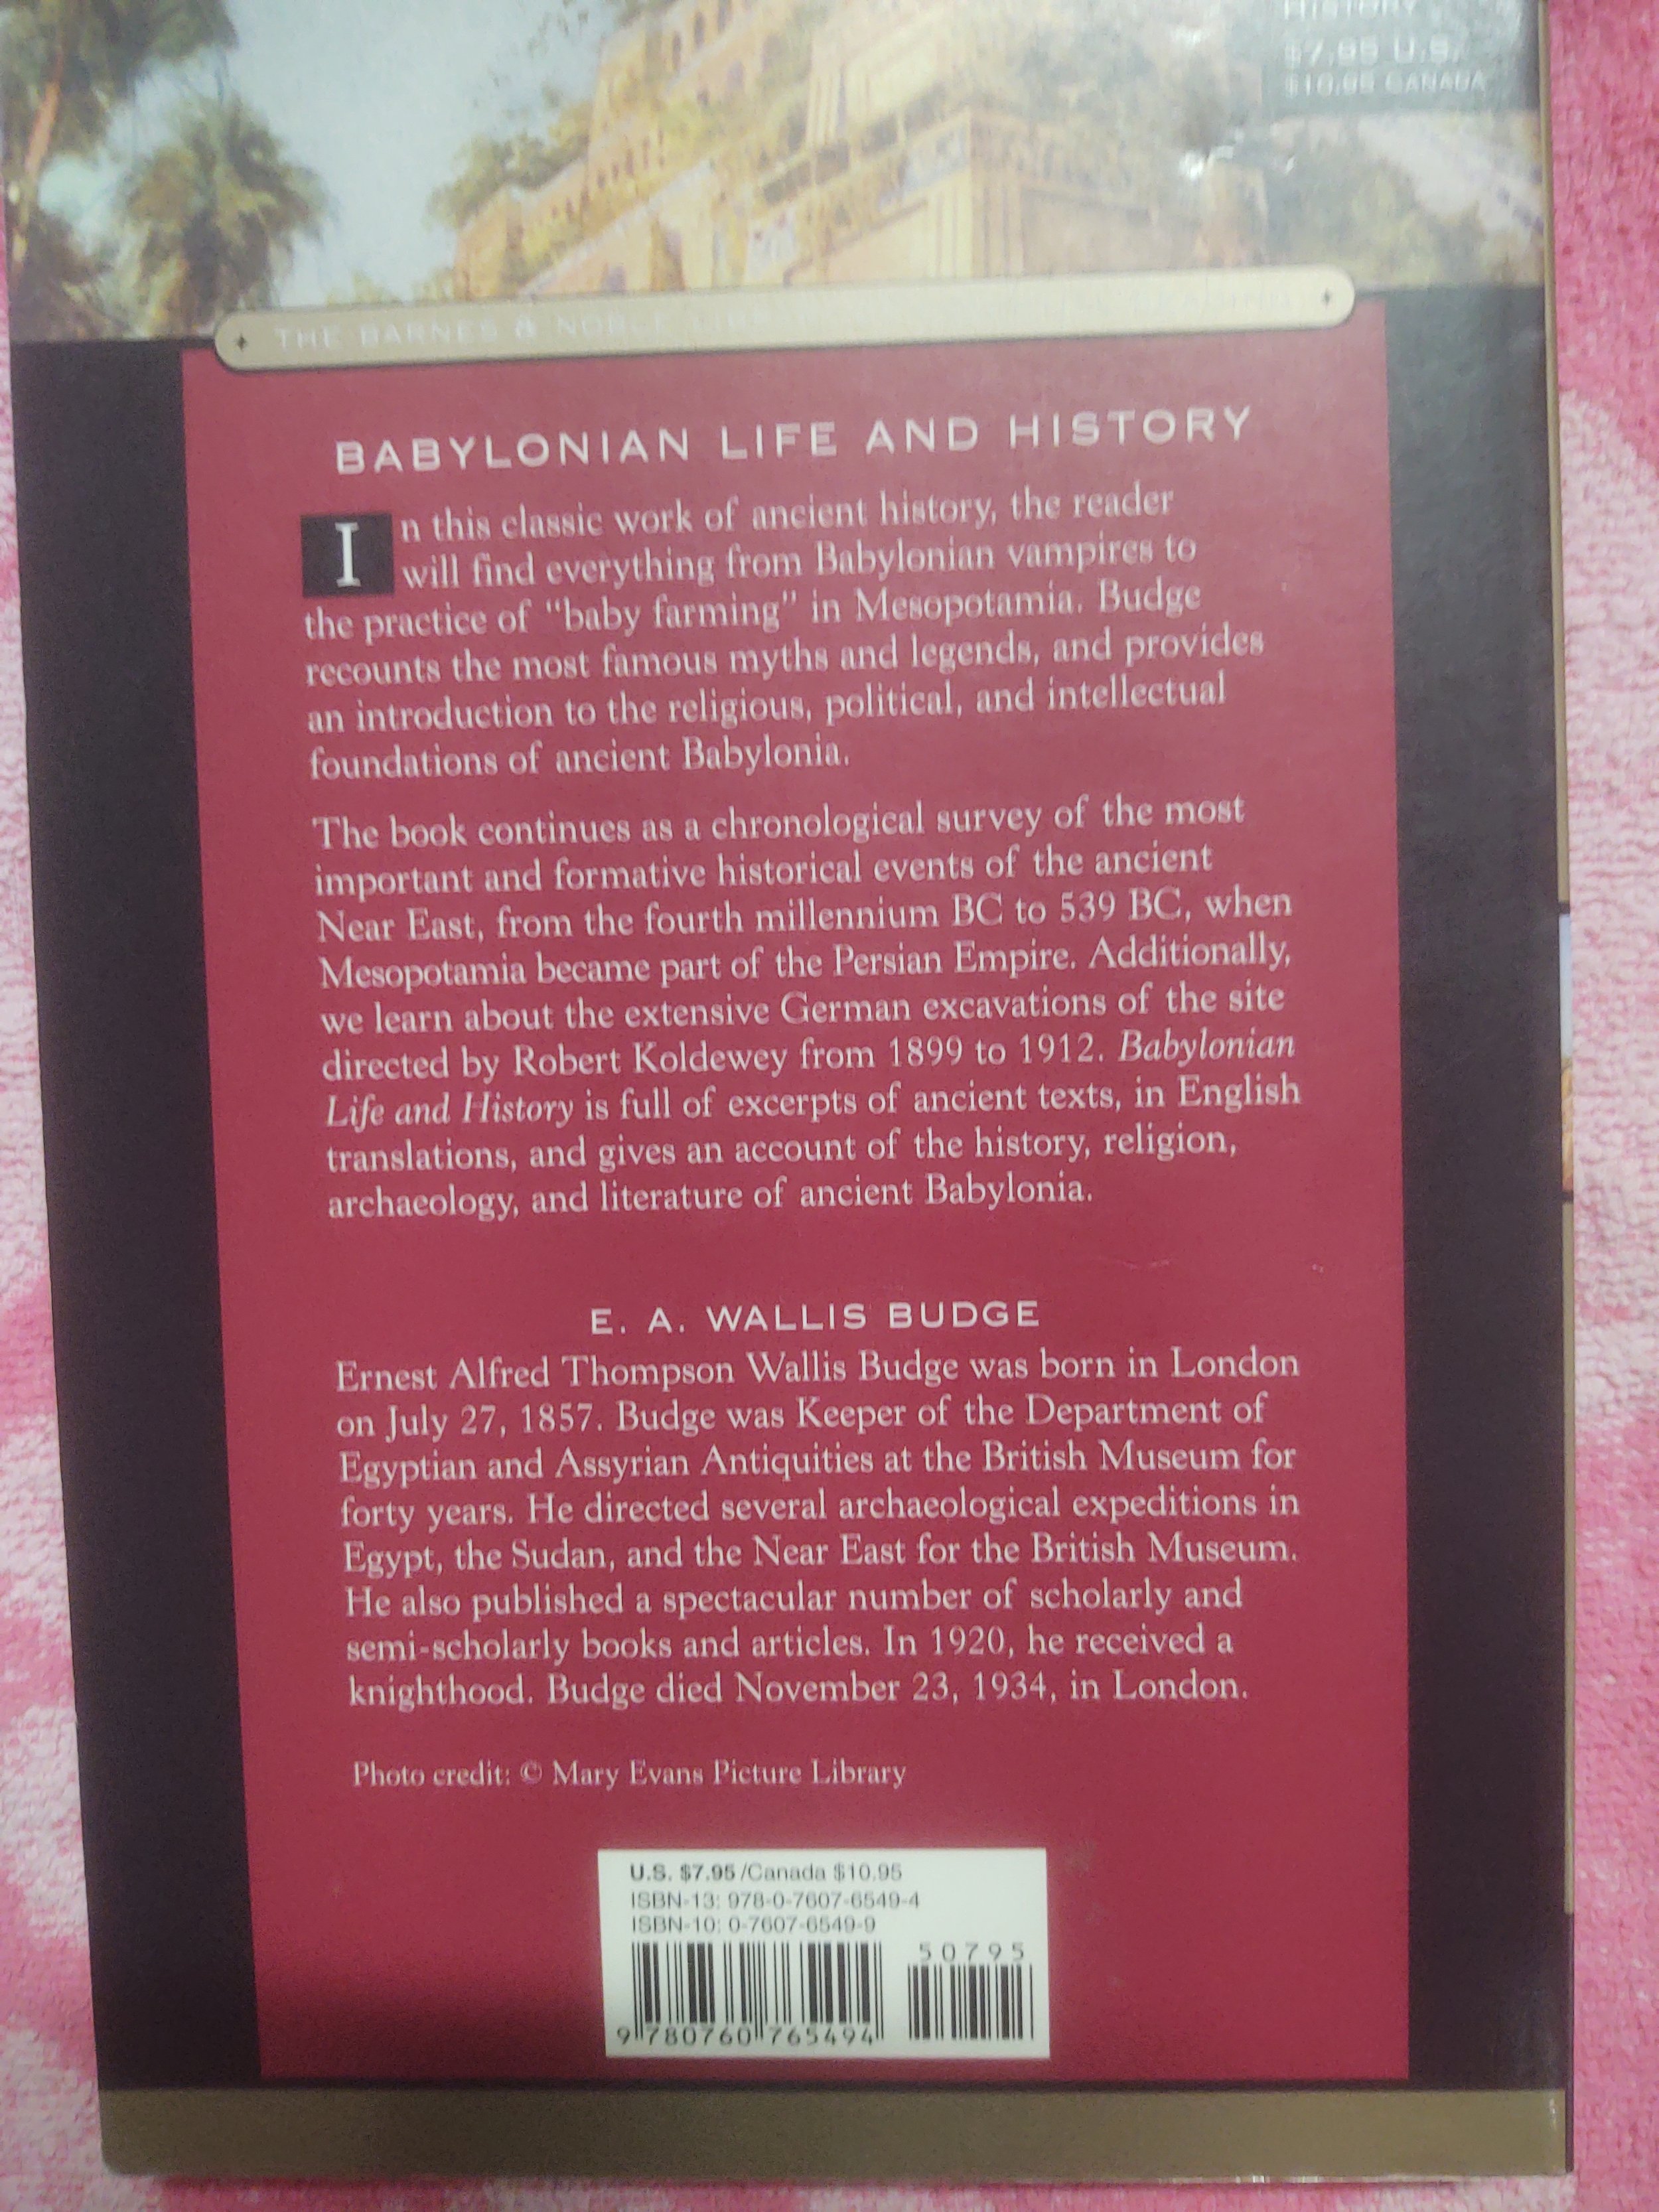 HISTORY
$7.95 U.S.
$10.95 CANADA
THE BARNES & NOBLE
BABYLONIAN LIFE AND HISTORY
In this classic work of ancient history, the reader
will find everything from Babylonian vampires to
the practice of "baby farming" in Mesopotamia. Budge
recounts the most famous myths and legends, and provides
an introduction to the religious, political, and intellectual
foundations of ancient Babylonia.
The book continues as a chronological survey of the most
important and formative historical events of the ancient
Near East, from the fourth millennium BC to 539 BC, when
Mesopotamia became part of the Persian Empire. Additionally,
we learn about the extensive German excavations of the site
directed by Robert Koldewey from 1899 to 1912. Babylonian
Life and History is full of excerpts of ancient texts, in English
translations, and gives an account of the history, religion,
archaeology, and literature of ancient Babylonia.
E. A. WALLIS BUDGE
Ernest Alfred Thompson Wallis Budge was born in London
on July 27, 1857. Budge was Keeper of the Department of
Egyptian and Assyrian Antiquities at the British Museum for
forty years. He directed several archaeological expeditions in
Egypt, the Sudan, and the Near East for the British Museum.
He also published a spectacular number of scholarly and
semi-scholarly books and articles. In 1920, he received a
knighthood. Budge died November 23, 1934, in London.
Photo credit: © Mary Evans Picture Library
U.S. $7.95/Canada $10.95
ISBN-13: 978-0-7607-6549-4
ISBN-10: 0-7607-6549-9
50795
9 780760 765494